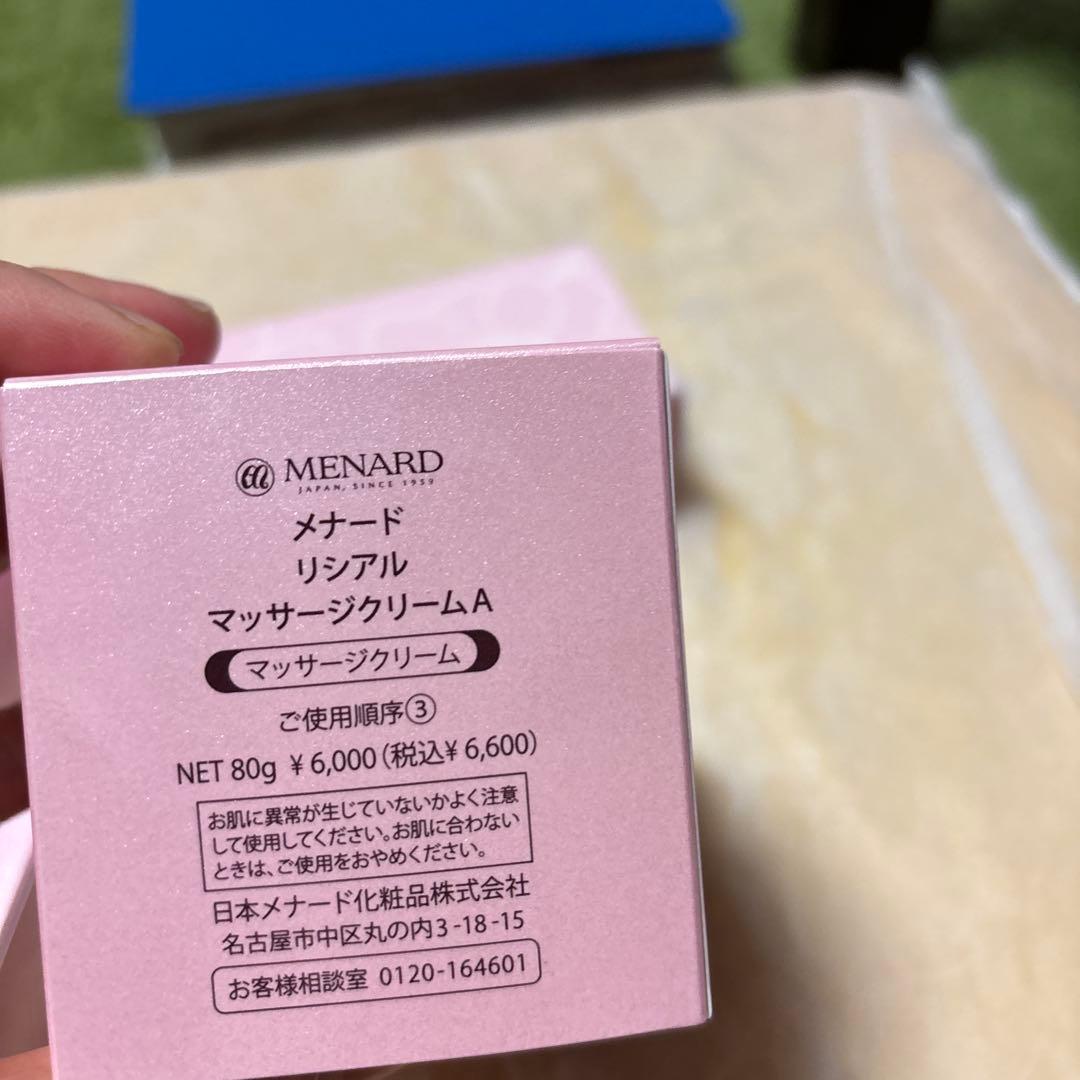 MENARD
JAPAN, SINCE 1959
メナード
リシアル
マッサージクリームA
マッサージクリーム
ご使用順序③
NET 80g ¥6,000(税込¥6,600)
お肌に異常が生じていないかよく注意
して使用してください。お肌に合わない
ときは、ご使用をおやめください。
日本メナード化粧品株式会社
名古屋市中区丸の内3-18-15
お客様相談室 0120-164601